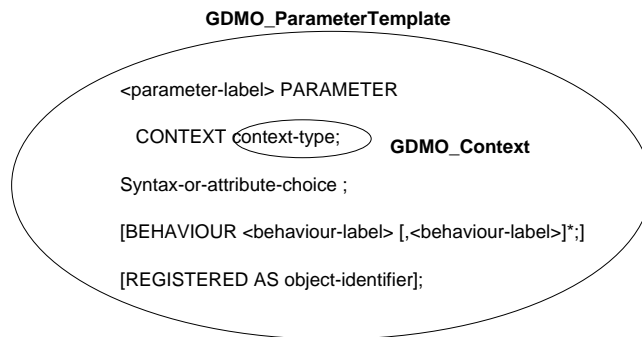 GDMO_ParameterTemplate
<parameter-label> PARAMETER
CONTEXT context-type;
GDMO_Context
Syntax-or-attribute-choice ;
[BEHAVIOUR <behaviour-label> [,<behaviour-label>]*;]
[REGISTERED AS object-identifier];